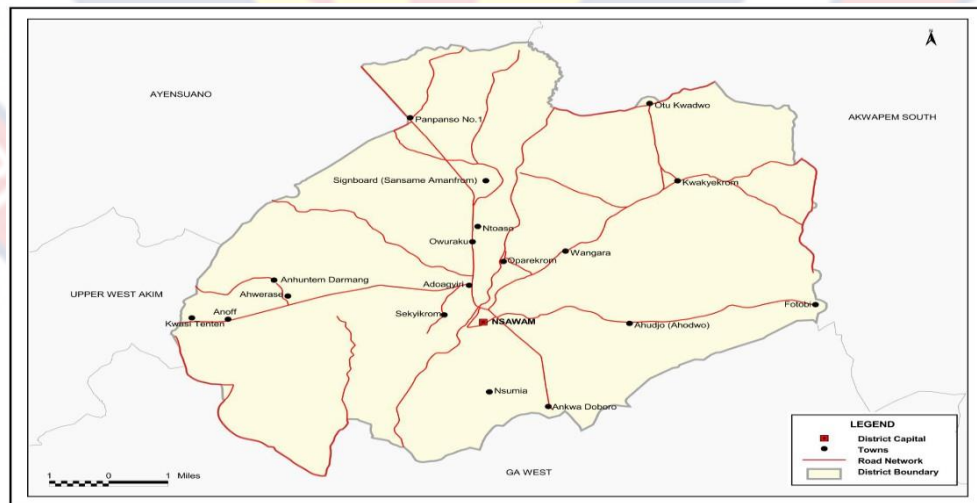 AYENSUANO
Otu Kwadwo
AKWAPEM SOUTH
Panpanso No.1
Signboard (Sansame Amanfrom)
Kwakyekrom
Ntoaso
Owuraku
Wangara
Oparekrom
Anhuntem Darmang
Adoagyiri
UPPER WEST AKIM
Ahwerase
Fotobi
Sekyikrom
Anoff
Kwasi Tenten
NSAWAM
Ahudjo (Ahodwo)
Nsumia
Ankwa Doboro
GA WEST
1 0 1 Miles
LEGEND
District Capital
Towns
Road Network
District Boundary